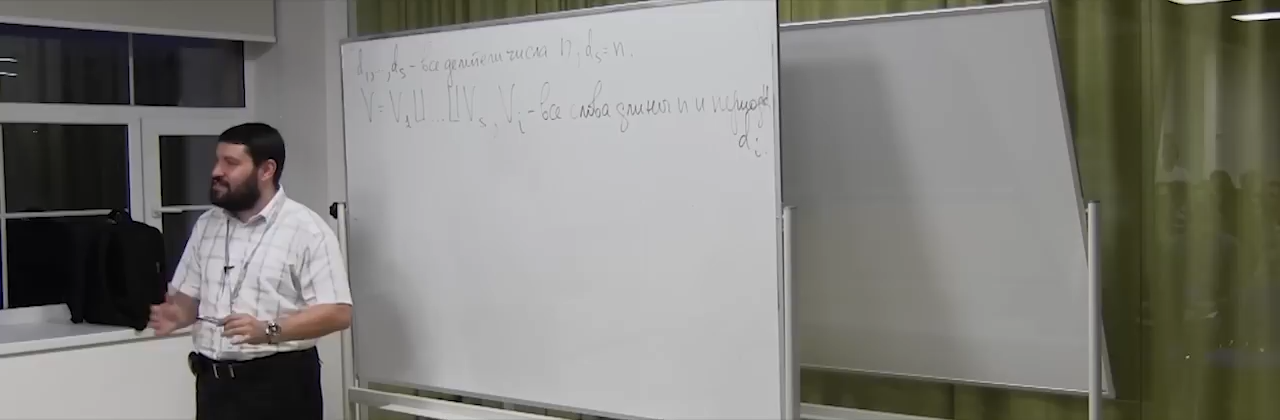 d₁,...,dₛ - все делители числа n, dₛ = n.
V = V₁ ⊔ ... ⊔ Vₛ, Vᵢ - все слова длины n и периода
dᵢ.